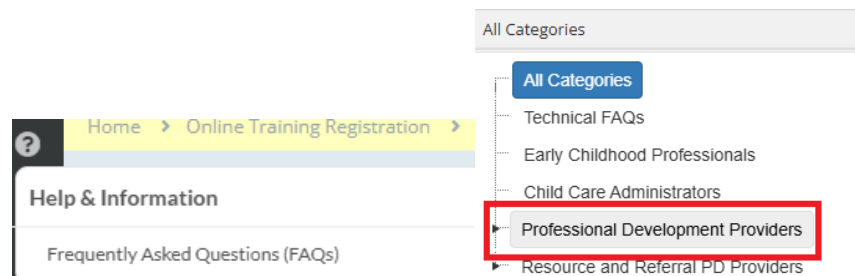 Home > Online Training Registration >
?
Help & Information
Frequently Asked Questions (FAQs)
All Categories
All Categories
Technical FAQs
Early Childhood Professionals
Child Care Administrators
Professional Development Providers
Resource and Referral PD Providers